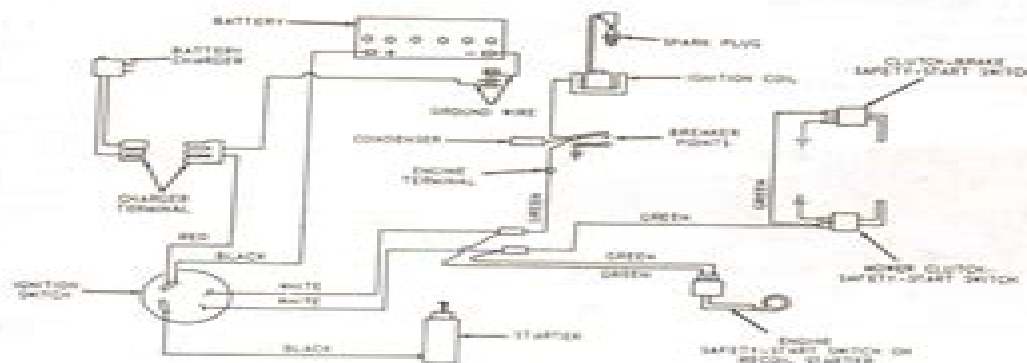 BATTERY
BATTERY
CHARGER
SPARK PLUG
IGNITION COIL
CLUTCH-BRAKE
SAFETY-START SWITCH
GROUND WIRE
CONDENSER
BREAKER
POINTS
ENGINE
TERMINAL
CHARGER
TERMINAL
GREEN
GREEN
GREEN
RED
BLACK
GREEN
GREEN
MOWER CLUTCH
SAFETY-START SWITCH
IGNITION
SWITCH
WHITE
WHITE
STARTER
BLACK
ENGINE
SAFETY-START SWITCH ON
RECOIL STARTER